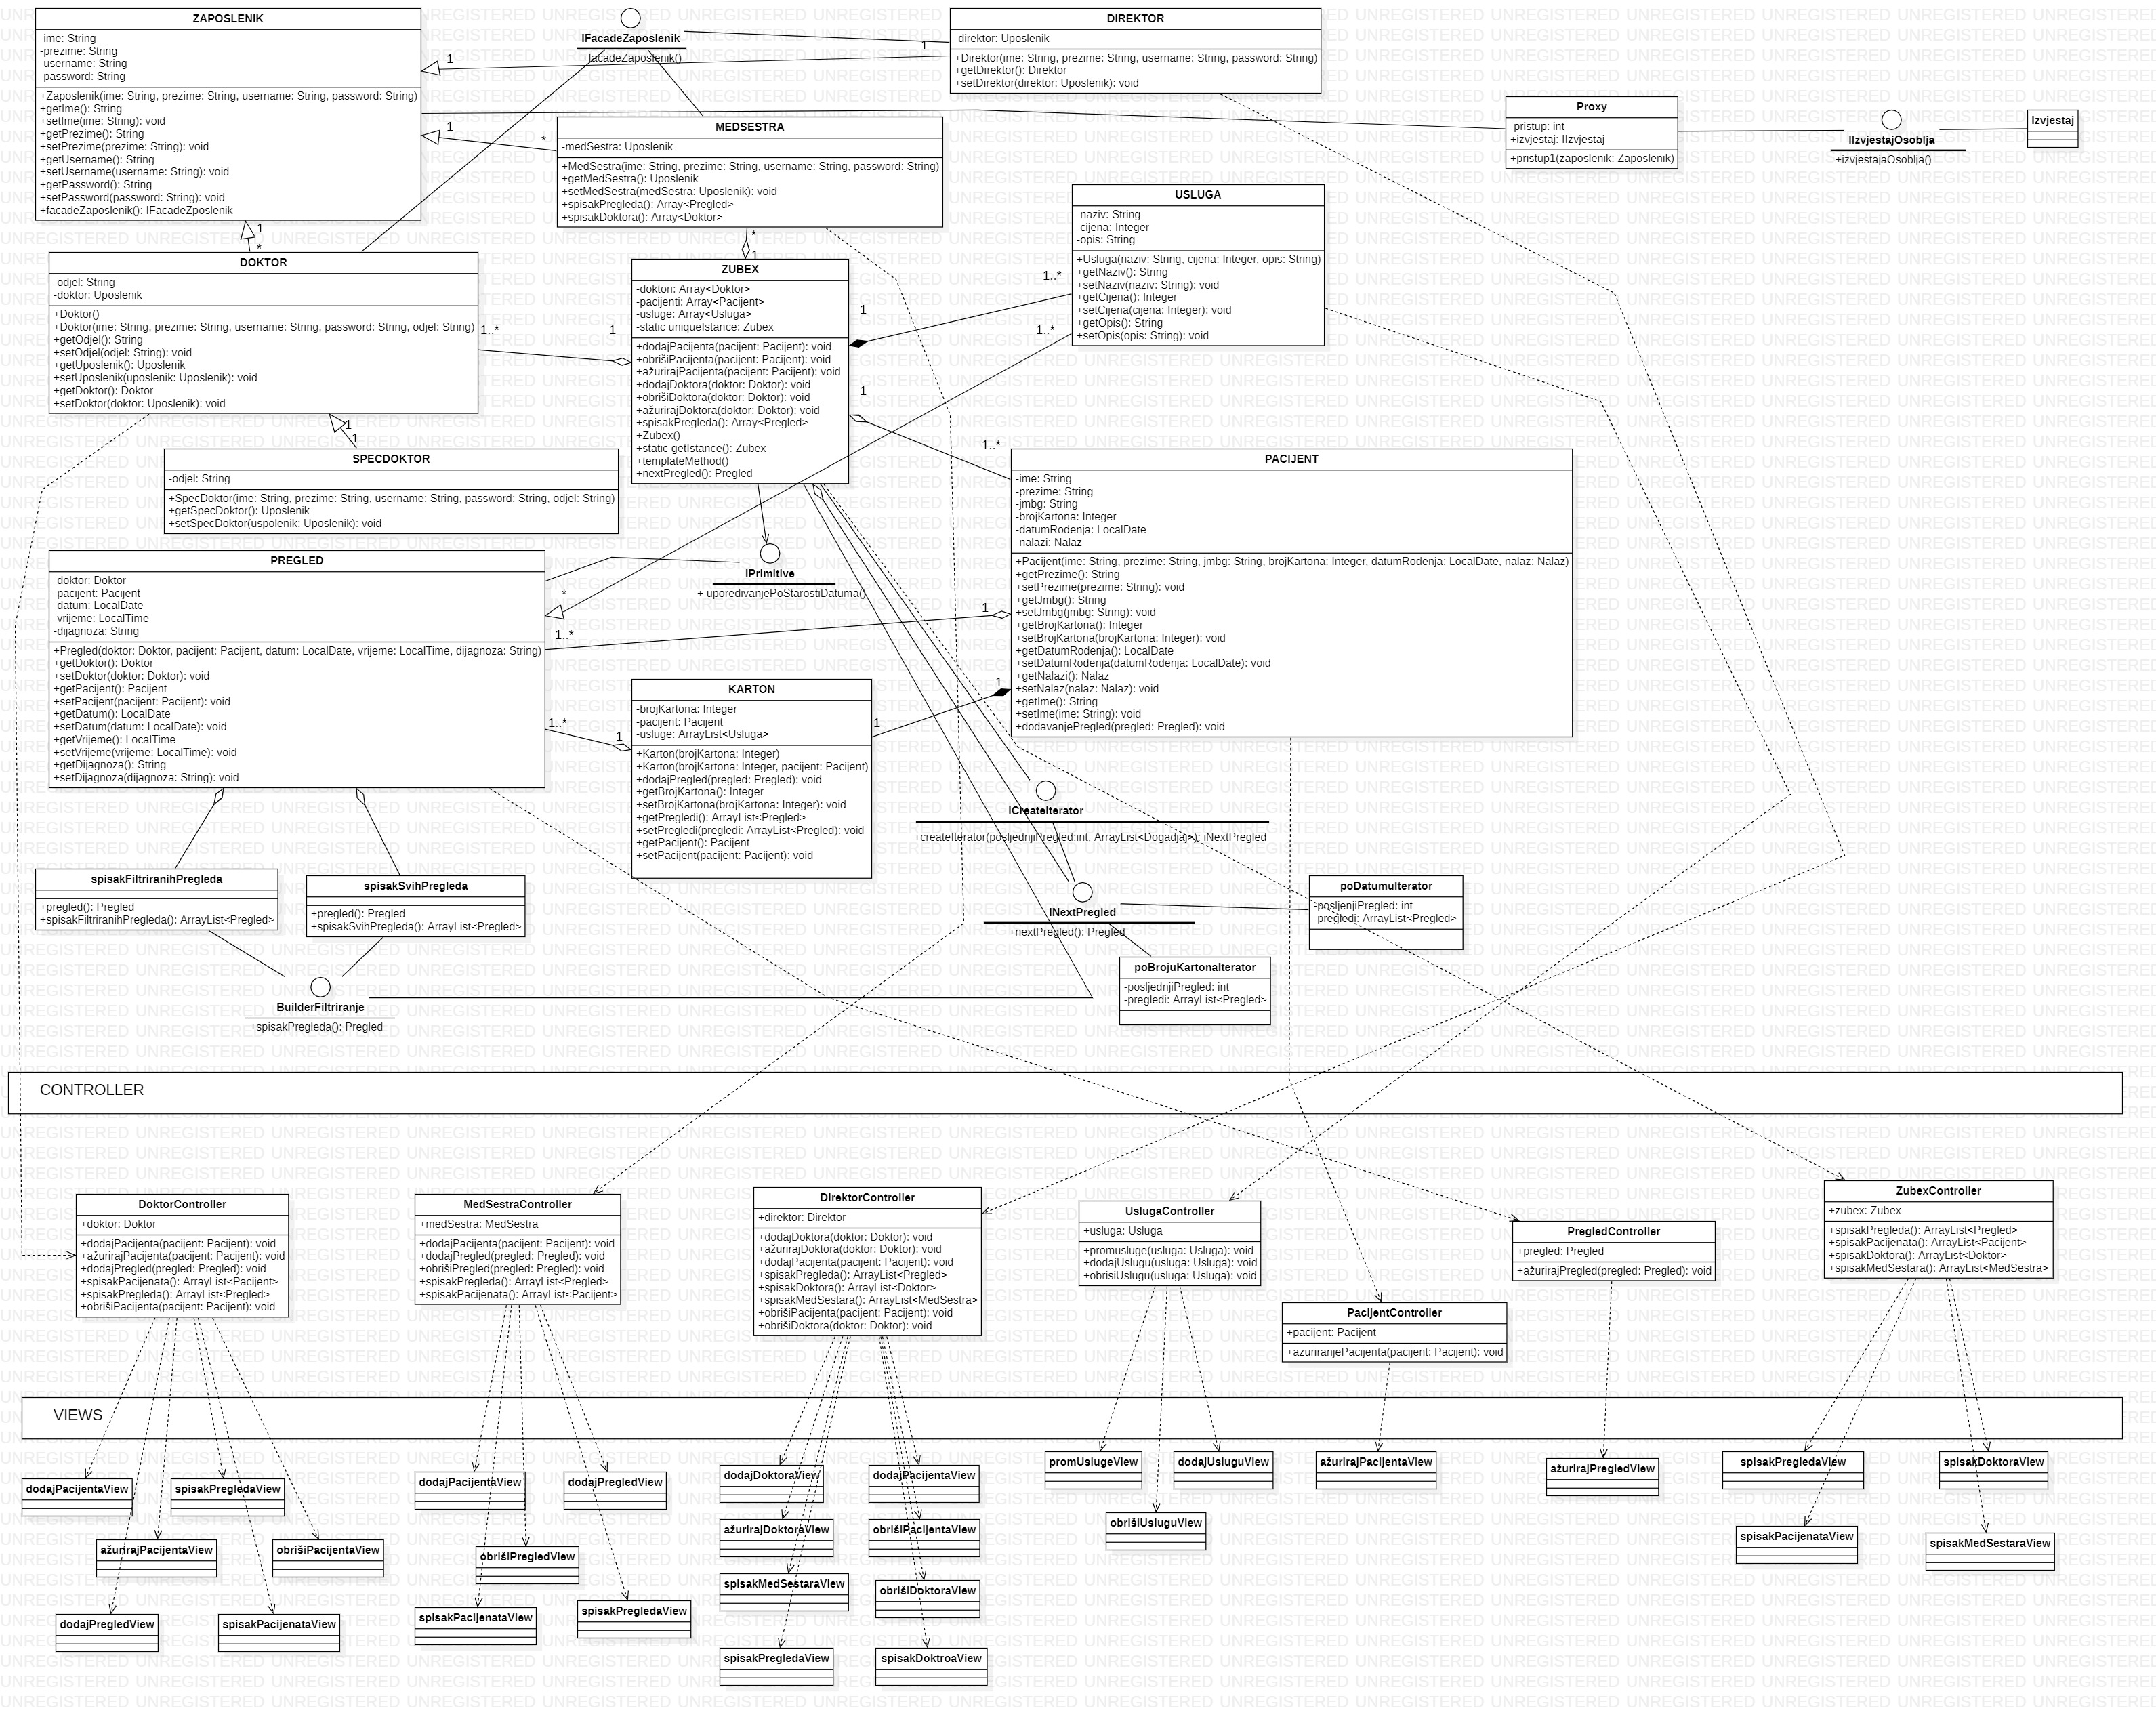 ZAPOSLENIK
-ime: String
-prezime: String
-username: String
-password: String
+Zaposlenik(ime: String, prezime: String, username: String, password: String)
+getIme(): String
+setIme(ime: String): void
+getPrezime(): String
+setPrezime(prezime: String): void
+getUsername(): String
+setUsername(username: String): void
+getPassword(): String
+setPassword(password: String): void
+facadeZaposlenik(): IFacadeZposlenik
IFacadeZaposlenik
+facadeZaposlenik()
DIREKTOR
-direktor: Uposlenik
+Direktor(ime: String, prezime: String, username: String, password: String)
+getDirektor(): Direktor
+setDirektor(direktor: Uposlenik): void
1
1
1
*
MEDSESTRA
-medSestra: Uposlenik
+MedSestra(ime: String, prezime: String, username: String, password: String)
+getMedSestra(): Uposlenik
+setMedSestra(medSestra: Uposlenik): void
+spisakPregleda(): Array<Pregled>
+spisakDoktora(): Array<Doktor>
Proxy
-pristup: int
+izvjestaj: IIzvjestaj
+pristup1(zaposlenik: Zaposlenik)
IIzvjestajOsoblja
+izvjestajaOsoblja()
Izvjestaj
USLUGA
-naziv: String
-cijena: Integer
-opis: String
+Usluga(naziv: String, cijena: Integer, opis: String)
+getNaziv(): String
+setNaziv(naziv: String): void
+getCijena(): Integer
+setCijena(cijena: Integer): void
+getOpis(): String
+setOpis(opis: String): void
1
*
DOKTOR
-odjel: String
-doktor: Uposlenik
+Doktor()
+Doktor(ime: String, prezime: String, username: String, password: String, odjel: String)
+getOdjel(): String
+setOdjel(odjel: String): void
+getUposlenik(): Uposlenik
+setUposlenik(uposlenik: Uposlenik): void
+getDoktor(): Doktor
+setDoktor(doktor: Uposlenik): void
*
1
ZUBEX
-doktori: Array<Doktor>
-pacijenti: Array<Pacijent>
-usluge: Array<Usluga>
-static uniqueIstance: Zubex
+dodajPacijenta(pacijent: Pacijent): void
+obrišiPacijenta(pacijent: Pacijent): void
+ažurirajPacijenta(pacijent: Pacijent): void
+dodajDoktora(doktor: Doktor): void
+obrišiDoktora(doktor: Doktor): void
+ažurirajDoktora(doktor: Doktor): void
+spisakPregleda(): Array<Pregled>
+Zubex()
+static getIstance(): Zubex
+templateMethod()
+nextPregled(): Pregled
1..*
1
1
1..*
1..*
1
1..*
1
1
SPECDOKTOR
-odjel: String
+SpecDoktor(ime: String, prezime: String, username: String, password: String, odjel: String)
+getSpecDoktor(): Uposlenik
+setSpecDoktor(uspolenik: Uposlenik): void
PACIJENT
-ime: String
-prezime: String
-jmbg: String
-brojKartona: Integer
-datumRodenja: LocalDate
-nalazi: Nalaz
+Pacijent(ime: String, prezime: String, jmbg: String, brojKartona: Integer, datumRodenja: LocalDate, nalaz: Nalaz)
+getPrezime(): String
+setPrezime(prezime: String): void
+getJmbg(): String
+setJmbg(jmbg: String): void
+getBrojKartona(): Integer
+setBrojKartona(brojKartona: Integer): void
+getDatumRodenja(): LocalDate
+setDatumRodenja(datumRodenja: LocalDate): void
+getNalazi(): Nalaz
+setNalaz(nalaz: Nalaz): void
+getIme(): String
+setIme(ime: String): void
+dodavanjePregled(pregled: Pregled): void
PREGLED
-doktor: Doktor
-pacijent: Pacijent
-datum: LocalDate
-vrijeme: LocalTime
-dijagnoza: String
+Pregled(doktor: Doktor, pacijent: Pacijent, datum: LocalDate, vrijeme: LocalTime, dijagnoza: String)
+getDoktor(): Doktor
+setDoktor(doktor: Doktor): void
+getPacijent(): Pacijent
+setPacijent(pacijent: Pacijent): void
+getDatum(): LocalDate
+setDatum(datum: LocalDate): void
+getVrijeme(): LocalTime
+setVrijeme(vrijeme: LocalTime): void
+getDijagnoza(): String
+setDijagnoza(dijagnoza: String): void
IPrimitive
+ uporedivanjePoStarostiDatuma()
*
1..*
1
1
1
1..*
1
KARTON
-brojKartona: Integer
-pacijent: Pacijent
-usluge: ArrayList<Usluga>
+Karton(brojKartona: Integer)
+Karton(brojKartona: Integer, pacijent: Pacijent)
+dodajPregled(pregled: Pregled): void
+getBrojKartona(): Integer
+setBrojKartona(brojKartona: Integer): void
+getPregledi(): ArrayList<Pregled>
+setPregledi(pregledi: ArrayList<Pregled): void
+getPacijent(): Pacijent
+setPacijent(pacijent: Pacijent): void
ICreateIterator
+createIterator(posljednjiPregled:int, ArrayList<Dogadjaj>): iNextPregled
spisakFiltriranihPregleda
+pregled(): Pregled
+spisakFiltriranihPregleda(): ArrayList<Pregled>
spisakSvihPregleda
+pregled(): Pregled
+spisakSvihPregleda(): ArrayList<Pregled>
INextPregled
+nextPregled(): Pregled
poDatumuIterator
-posljenjiPregled: int
-pregledi: ArrayList<Pregled>
poBrojuKartonaIterator
-posljednjiPregled: int
-pregledi: ArrayList<Pregled>
BuilderFiltriranje
+spisakPregleda(): Pregled
CONTROLLER
DoktorController
+doktor: Doktor
+dodajPacijenta(pacijent: Pacijent): void
+ažurirajPacijenta(pacijent: Pacijent): void
+dodajPregled(pregled: Pregled): void
+spisakPacijenata(): ArrayList<Pacijent>
+spisakPregleda(): ArrayList<Pregled>
+obrišiPacijenta(pacijent: Pacijent): void
MedSestraController
+medSestra: MedSestra
+dodajPacijenta(pacijent: Pacijent): void
+dodajPregled(pregled: Pregled): void
+obrišiPregled(pregled: Pregled): void
+spisakPregleda(): ArrayList<Pregled>
+spisakPacijenata(): ArrayList<Pacijent>
DirektorController
+direktor: Direktor
+dodajDoktora(doktor: Doktor): void
+ažurirajDoktora(doktor: Doktor): void
+dodajPacijenta(pacijent: Pacijent): void
+spisakPregleda(): ArrayList<Pregled>
+spisakDoktora(): ArrayList<Doktor>
+spisakMedSestara(): ArrayList<MedSestra>
+obrišiPacijenta(pacijent: Pacijent): void
+obrišiDoktora(doktor: Doktor): void
UslugaController
+usluga: Usluga
+promusluge(usluga: Usluga): void
+dodajUslugu(usluga: Usluga): void
+obrisiUslugu(usluga: Usluga): void
PacijentController
+pacijent: Pacijent
+azuriranjePacijenta(pacijent: Pacijent): void
PregledController
+pregled: Pregled
+ažurirajPregled(pregled: Pregled): void
ZubexController
+zubex: Zubex
+spisakPregleda(): ArrayList<Pregled>
+spisakPacijenata(): ArrayList<Pacijent>
+spisakDoktora(): ArrayList<Doktor>
+spisakMedSestara(): ArrayList<MedSestra>
VIEWS
dodajPacijentaView
spisakPregledaView
ažurirajPacijentaView
obrišiPacijentaView
dodajPregledView
spisakPacijenataView
dodajPacijentaView
dodajPregledView
obrišiPregledView
spisakPacijenataView
spisakPregledaView
dodajDoktoraView
dodajPacijentaView
ažurirajDoktoraView
obrišiPacijentaView
spisakMedSestaraView
obrišiDoktoraView
spisakPregledaView
spisakDoktroaView
promUslugeView
dodajUsluguView
obrišiUsluguView
ažurirajPacijentaView
ažurirajPregledView
spisakPregledaView
spisakDoktoraView
spisakPacijenataView
spisakMedSestaraView